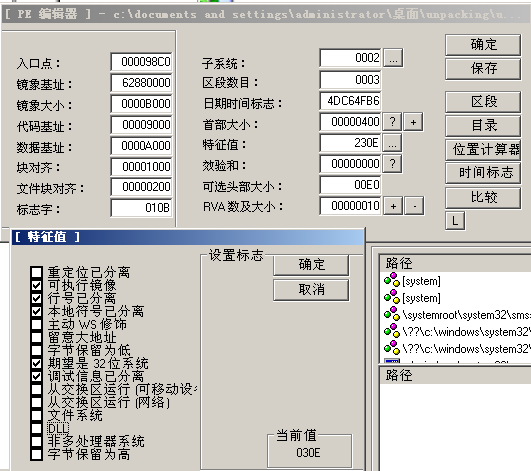 [ PE 编辑器 ] - c:\documents and settings\administrator\桌面\unpacking\u...
入口点： 000098C0
镜象基址： 62880000
镜象大小： 0000B000
代码基址： 00009000
数据基址： 0000A000
块对齐： 00001000
文件块对齐： 00000200
标志字： 010B
子系统： 0002 ...
区段数目： 0003
日期时间标志： 4DC64FB6
首部大小： 00000400 ? +
特征值： 230E ...
效验和： 00000000 ?
可选头部大小： 00E0
RVA数及大小： 00000010 + -
确定
保存
区段
目录
位置计算器
时间标志
比较
L
[ 特征值 ]
重定位已分离
可执行镜像
行号已分离
本地符号已分离
主动 WS 修饰
留意大地址
字节保留为低
期望是 32位系统
调试信息已分离
从交换区运行 (可移动设
从交换区运行 (网络)
文件系统
DLL
非多处理器系统
字节保留为高
设置标志
确定
取消
当前值
030E
路径
[system]
[system]
\systemroot\system32\sms
\??\c:\windows\system32\
\??\c:\windows\system32\
路径